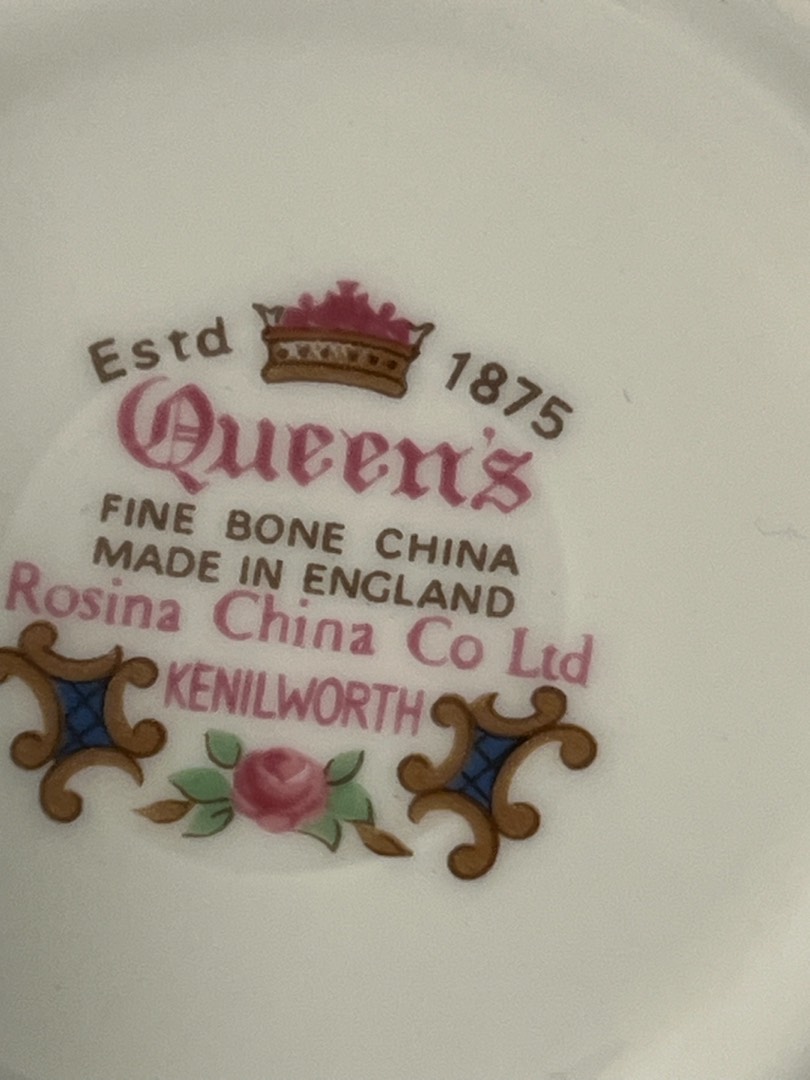 Estd 1875
Queen's
FINE BONE CHINA
MADE IN ENGLAND
Rosina China Co Ltd
KENILWORTH